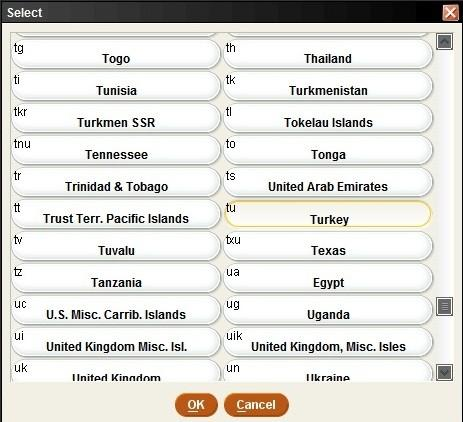 Select
tg Togo
th Thailand
ti Tunisia
tk Turkmenistan
tkr Turkmen SSR
tl Tokelau Islands
tnu Tennessee
to Tonga
tr Trinidad & Tobago
ts United Arab Emirates
tt Trust Terr. Pacific Islands
tu Turkey
tv Tuvalu
txu Texas
tz Tanzania
ua Egypt
uc U.S. Misc. Carrib. Islands
ug Uganda
ui United Kingdom Misc. Isl.
uik United Kingdom, Misc. Isles
uk United Kingdom
un Ukraine
OK Cancel